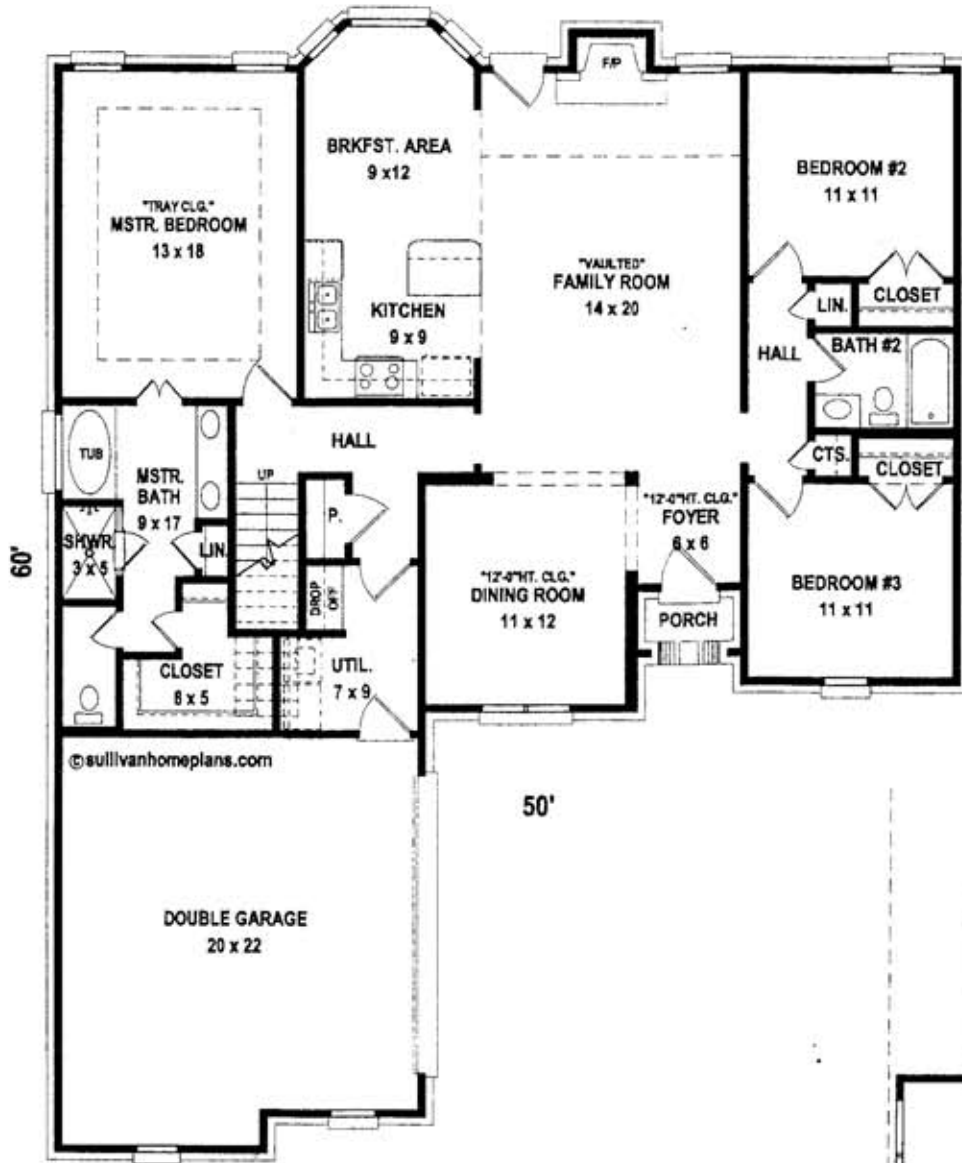 F/P
BRKFST. AREA
9 x12
BEDROOM #2
11 x 11
"TRAY CLG."
MSTR. BEDROOM
13 x 18
"VAULTED"
FAMILY ROOM
14 x 20
KITCHEN
9 x 9
LIN.
CLOSET
HALL
BATH #2
TUB
HALL
CTS.
CLOSET
MSTR.
BATH
9 x 17
UP
P.
"12'-0"HT. CLG."
FOYER
6 x 6
SHWR.
3 x 5
LIN.
60'
"12'-0"HT. CLG."
DINING ROOM
11 x 12
BEDROOM #3
11 x 11
DROP
OFF
PORCH
CLOSET
8 x 5
UTIL.
7 x 9
©sullivanhomeplans.com
50'
DOUBLE GARAGE
20 x 22